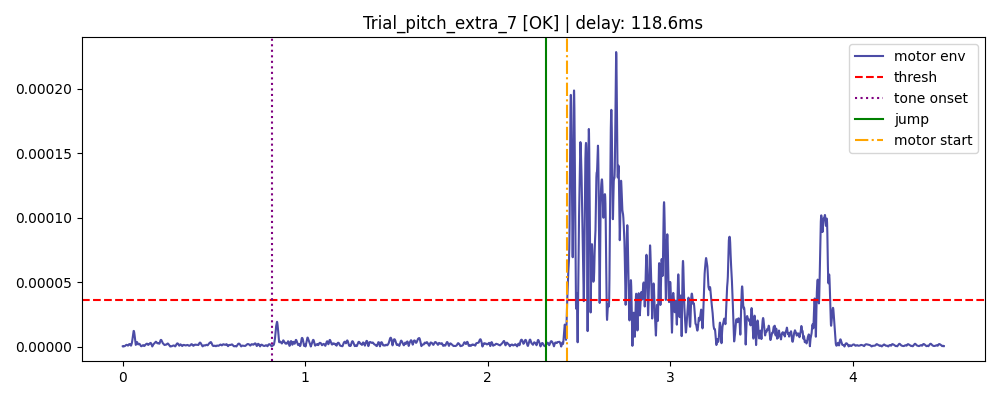 Trial_pitch_extra_7 [OK] | delay: 118.6ms
motor env
thresh
tone onset
jump
motor start
0.00020
0.00015
0.00010
0.00005
0.00000
0 1 2 3 4